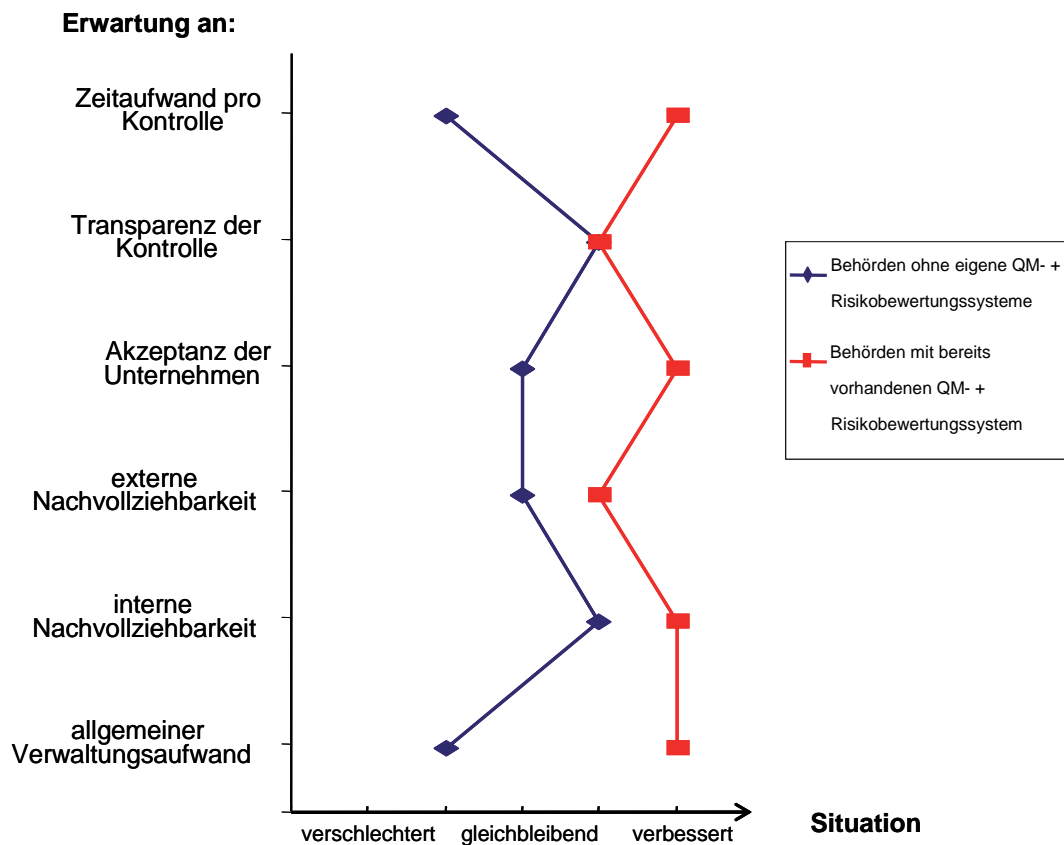 Erwartung an:
Zeitaufwand pro
Kontrolle
Transparenz der
Kontrolle
Akzeptanz der
Unternehmen
externe
Nachvollziehbarkeit
interne
Nachvollziehbarkeit
allgemeiner
Verwaltungsaufwand
verschlechtert
gleichbleibend
verbessert
Situation
Behörden ohne eigene QM- +
Risikobewertungssysteme
Behörden mit bereits
vorhandenen QM- +
Risikobewertungssystem